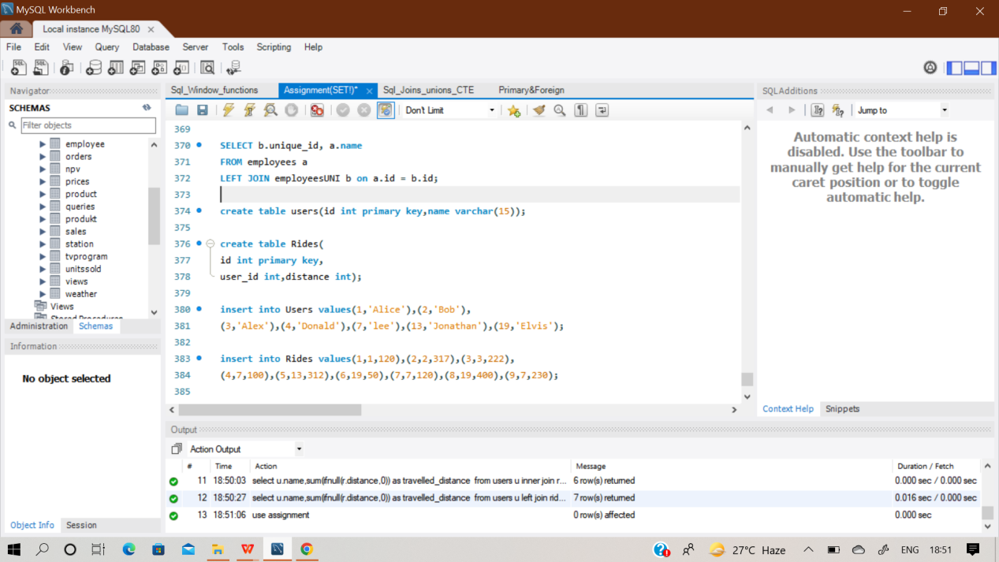 MySQL Workbench
Local instance MySQL80
File Edit View Query Database Server Tools Scripting Help
Navigator
SCHEMAS
Filter objects
employee
orders
npv
prices
product
queries
produkt
sales
station
tvprogram
unitssold
views
weather
Views
Stored Procedures
Administration Schemas
Information
No object selected
Object Info Session
Sql_Window_functions Assignment(SET!)* Sql_Joins_unions_CTE Primary&Foreign
Don't Limit
369
370 SELECT b.unique_id, a.name
371 FROM employees a
372 LEFT JOIN employeesUNI b on a.id = b.id;
373
374 create table users(id int primary key,name varchar(15));
375
376 create table Rides(
377 id int primary key,
378 user_id int,distance int);
379
380 insert into Users values(1,'Alice'),(2,'Bob'),
381 (3,'Alex'),(4,'Donald'),(7,'lee'),(13,'Jonathan'),(19,'Elvis');
382
383 insert into Rides values(1,1,120),(2,2,317),(3,3,222),
384 (4,7,100),(5,13,312),(6,19,50),(7,7,120),(8,19,400),(9,7,230);
385
Output
Action Output
# Time Action Message Duration / Fetch
11 18:50:03 select u.name,sum(ifnull(r.distance,0)) as travelled_distance from users u inner join r... 6 row(s) returned 0.000 sec / 0.000 sec
12 18:50:27 select u.name,sum(ifnull(r.distance,0)) as travelled_distance from users u left join rid... 7 row(s) returned 0.016 sec / 0.000 sec
13 18:51:06 use assignment 0 row(s) affected 0.000 sec
SQLAdditions
Jump to
Automatic context help is
disabled. Use the toolbar to
manually get help for the current
caret position or to toggle
automatic help.
Context Help Snippets
27°C Haze ENG 18:51